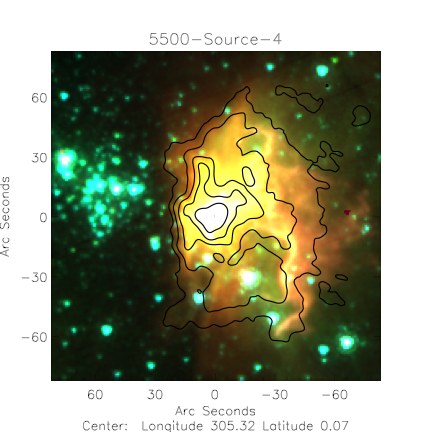 5500-Source-4
60
30
0
-30
-60
Arc Seconds
60 30 0 -30 -60
Arc Seconds
Center: Longitude 305.32 Latitude 0.07